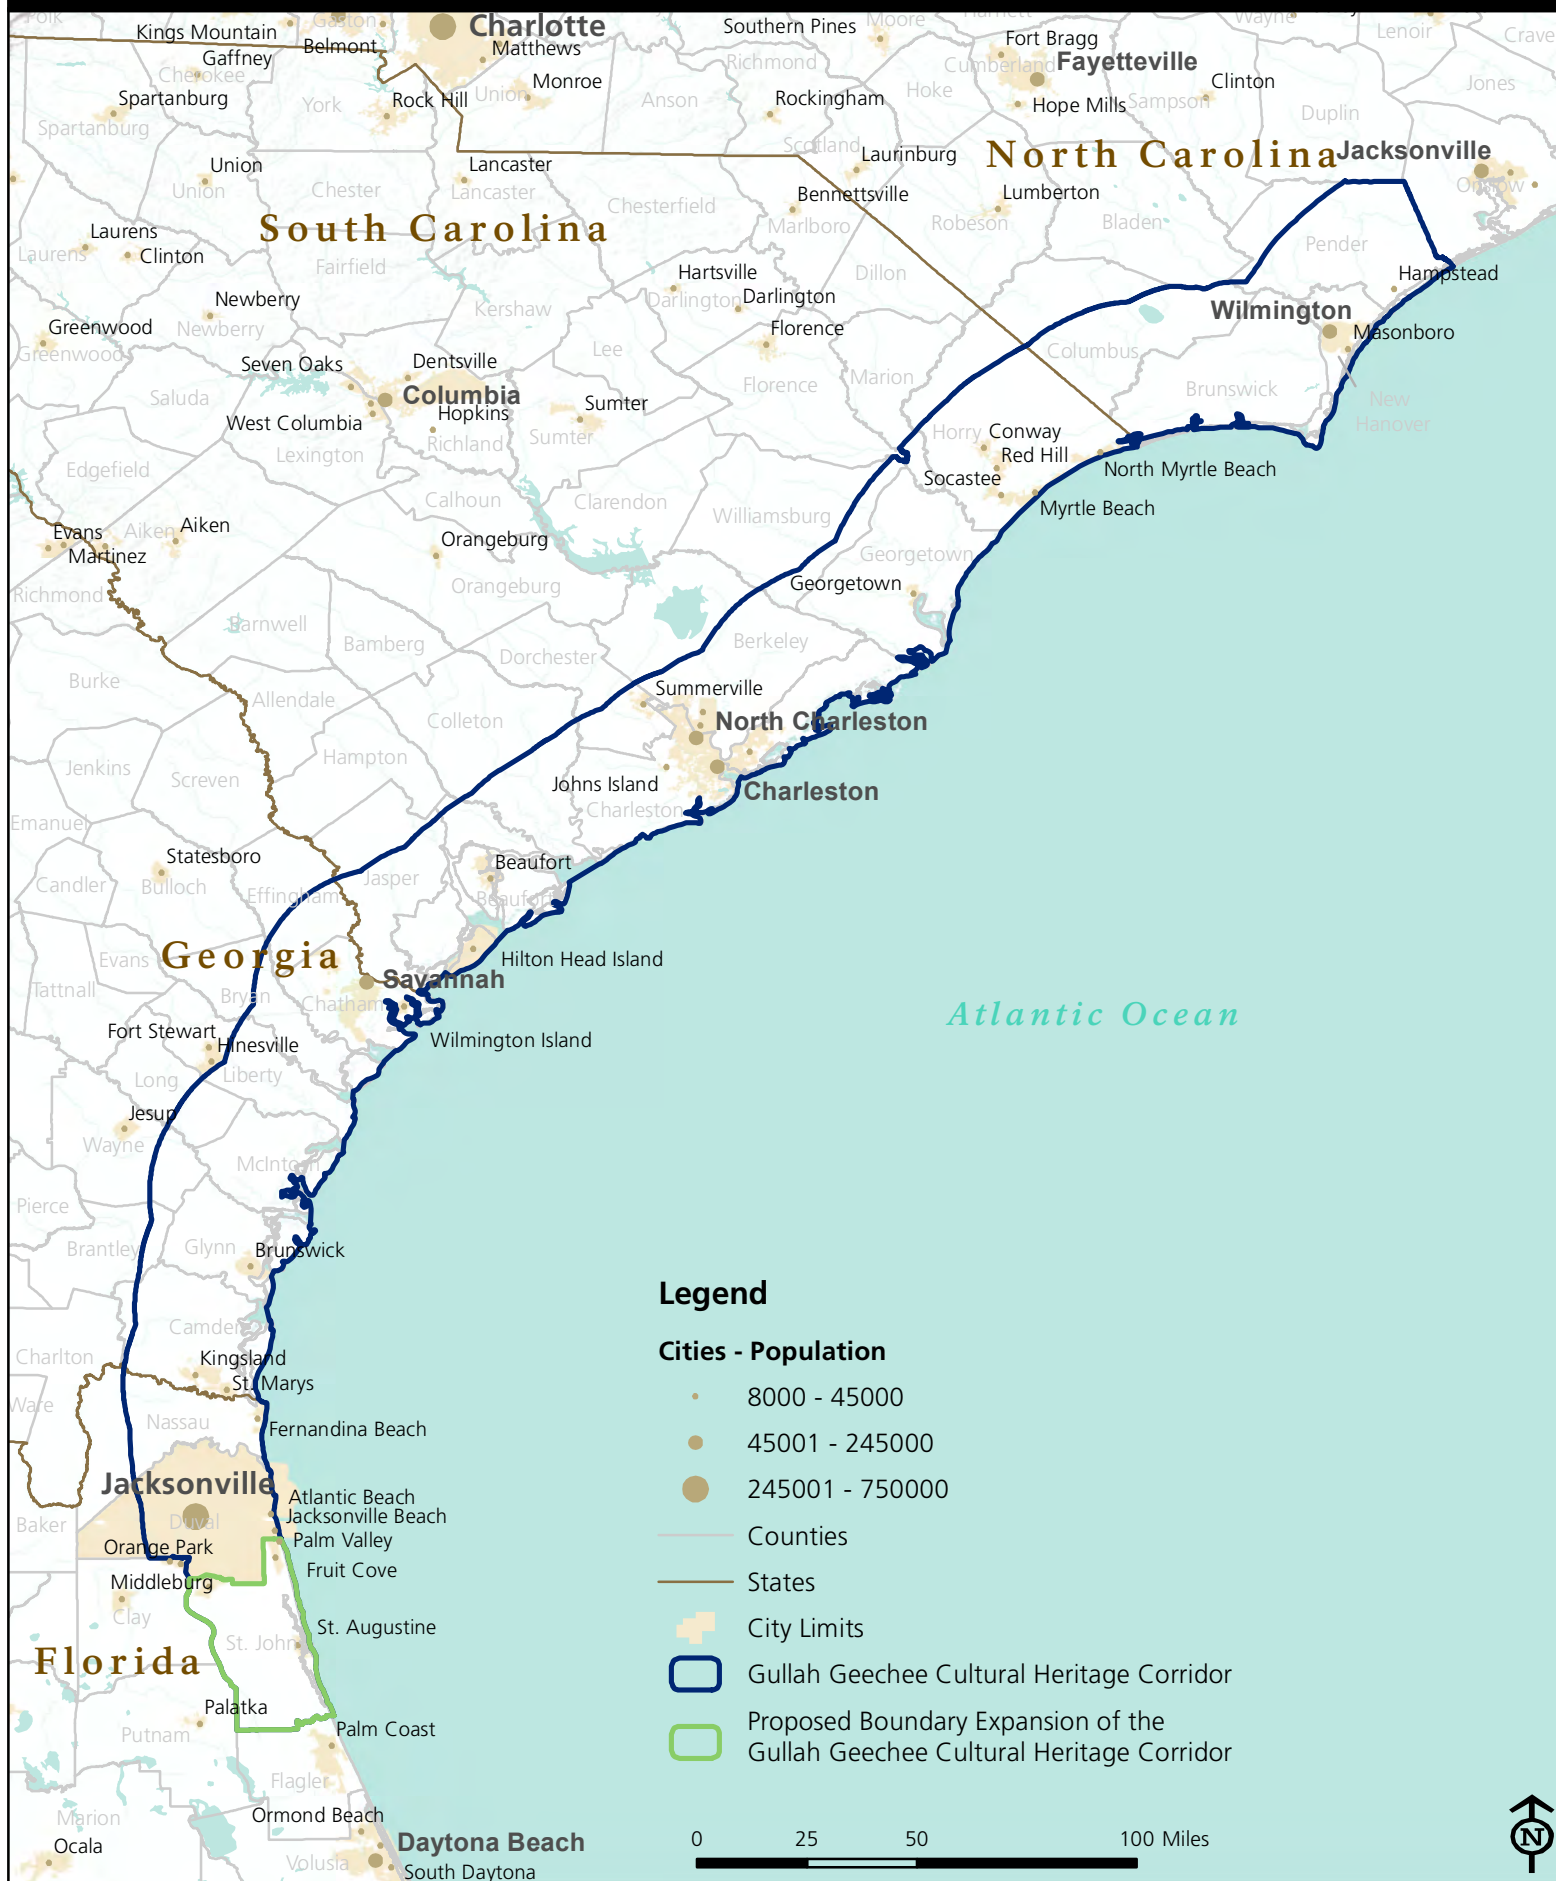 Polk
Kings Mountain
Gaston
Charlotte
Belmont
Matthews
Southern Pines
Moore
Harnett
Wayne
Lenoir
Craven
Gaffney
Cherokee
Fort Bragg
Cumberland
Fayetteville
Richmond
Spartanburg
York
Rock Hill
Union
Monroe
Anson
Rockingham
Hoke
Hope Mills
Sampson
Clinton
Duplin
Jones
Spartanburg
Scotland
Laurinburg
North Carolina
Jacksonville
Onslow
Union
Union
Chester
Lancaster
Lancaster
Chesterfield
Bennettsville
Marlboro
Lumberton
Robeson
Bladen
Pender
South Carolina
Laurens
Laurens
Clinton
Fairfield
Hartsville
Darlington
Darlington
Dillon
Hampstead
Newberry
Newberry
Kershaw
Florence
Wilmington
Masonboro
Greenwood
Greenwood
Lee
Columbus
Seven Oaks
Dentsville
Saluda
Columbia
Hopkins
Sumter
Florence
Marion
Brunswick
New
Hanover
West Columbia
Richland
Sumter
Lexington
Horry
Conway
Red Hill
Socastee
North Myrtle Beach
Edgefield
Calhoun
Clarendon
Williamsburg
Myrtle Beach
Evans
Aiken
Aiken
Martinez
Orangeburg
Georgetown
Richmond
Orangeburg
Georgetown
Barnwell
Bamberg
Berkeley
Dorchester
Burke
Allendale
Summerville
Colleton
North Charleston
Hampton
Jenkins
Screven
Johns Island
Charleston
Charleston
Emanuel
Statesboro
Beaufort
Candler
Bulloch
Effingham
Jasper
Beaufort
Georgia
Evans
Hilton Head Island
Tattnall
Savannah
Bryan
Chatham
Atlantic Ocean
Fort Stewart
Hinesville
Wilmington Island
Long
Liberty
Jesup
Wayne
McIntosh
Pierce
Brantley
Glynn
Brunswick
Camden
Charlton
Kingsland
St. Marys
Ware
Nassau
Fernandina Beach
Jacksonville
Atlantic Beach
Jacksonville Beach
Baker
Duval
Palm Valley
Orange Park
Fruit Cove
Middleburg
Clay
St. Augustine
St. John
Florida
Palatka
Putnam
Palm Coast
Flagler
Marion
Ormond Beach
Ocala
Daytona Beach
Volusia
South Daytona
Legend
Cities - Population
8000 - 45000
45001 - 245000
245001 - 750000
Counties
States
City Limits
Gullah Geechee Cultural Heritage Corridor
Proposed Boundary Expansion of the
Gullah Geechee Cultural Heritage Corridor
0 25 50 100 Miles
N